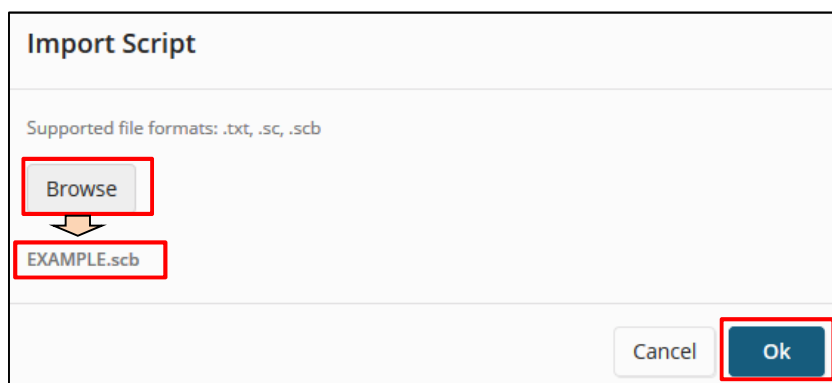 Import Script
Supported file formats: .txt, .sc, .scb
Browse
EXAMPLE.scb
Cancel Ok